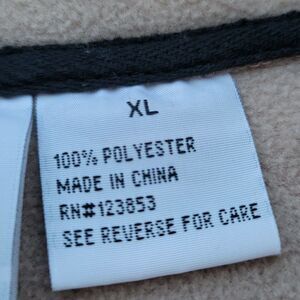 XL
100% POLYESTER
MADE IN CHINA
RN#123853
SEE REVERSE FOR CARE